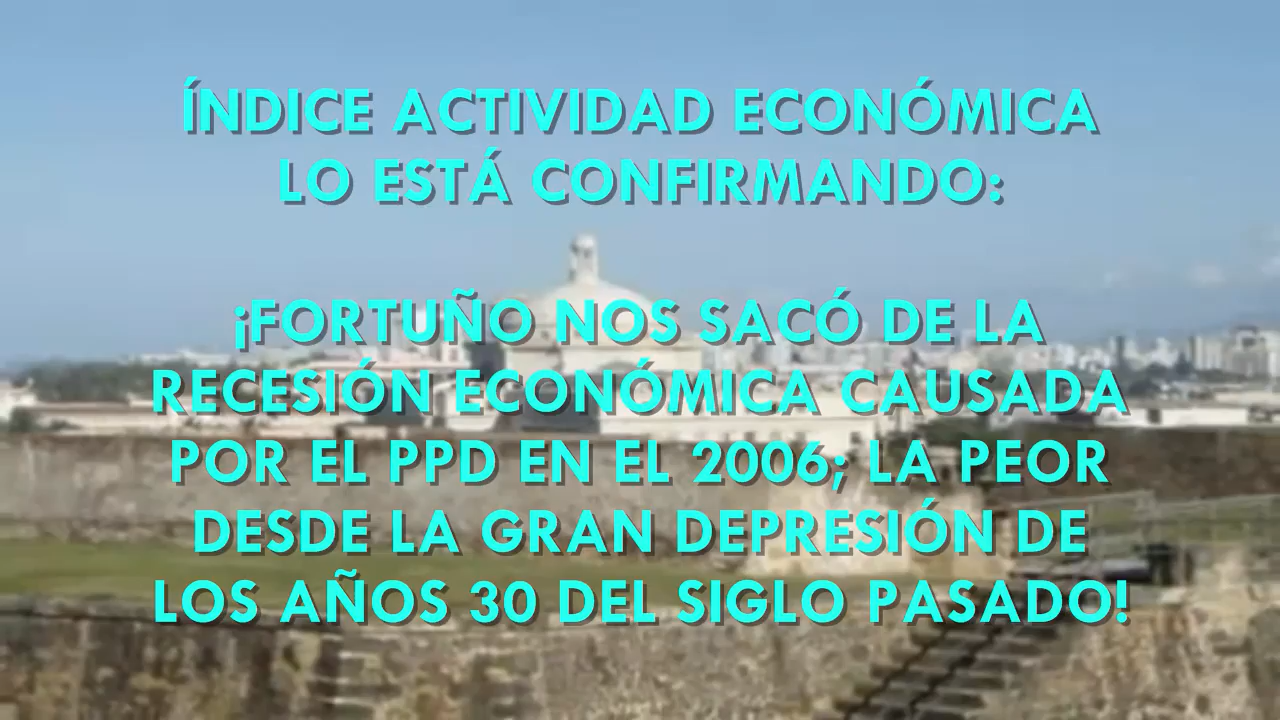 ÍNDICE ACTIVIDAD ECONÓMICA
LO ESTÁ CONFIRMANDO:
¡FORTUÑO NOS SACÓ DE LA
RECESIÓN ECONÓMICA CAUSADA
POR EL PPD EN EL 2006; LA PEOR
DESDE LA GRAN DEPRESIÓN DE
LOS AÑOS 30 DEL SIGLO PASADO!